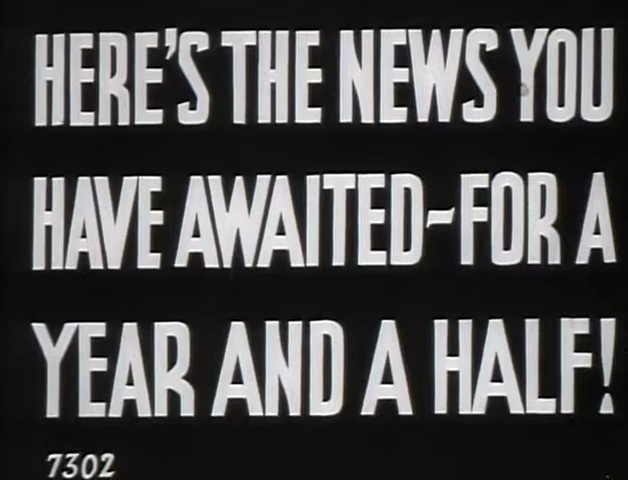 HERE'S THE NEWS YOU
HAVE AWAITED-FOR A
YEAR AND A HALF!
7302